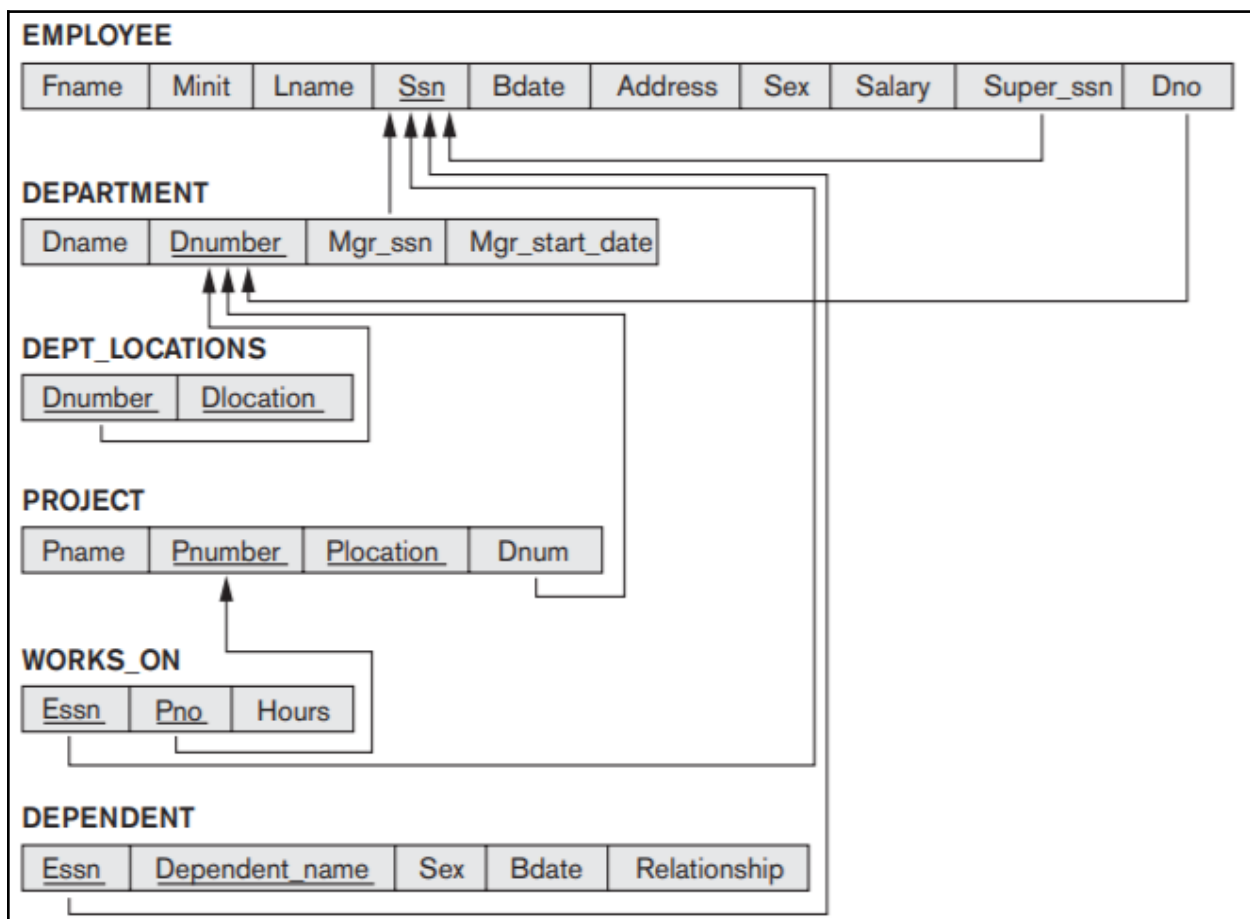 EMPLOYEE
Fname Minit Lname Ssn Bdate Address Sex Salary Super_ssn Dno
DEPARTMENT
Dname Dnumber Mgr_ssn Mgr_start_date
DEPT_LOCATIONS
Dnumber Dlocation
PROJECT
Pname Pnumber Plocation Dnum
WORKS_ON
Essn Pno Hours
DEPENDENT
Essn Dependent_name Sex Bdate Relationship